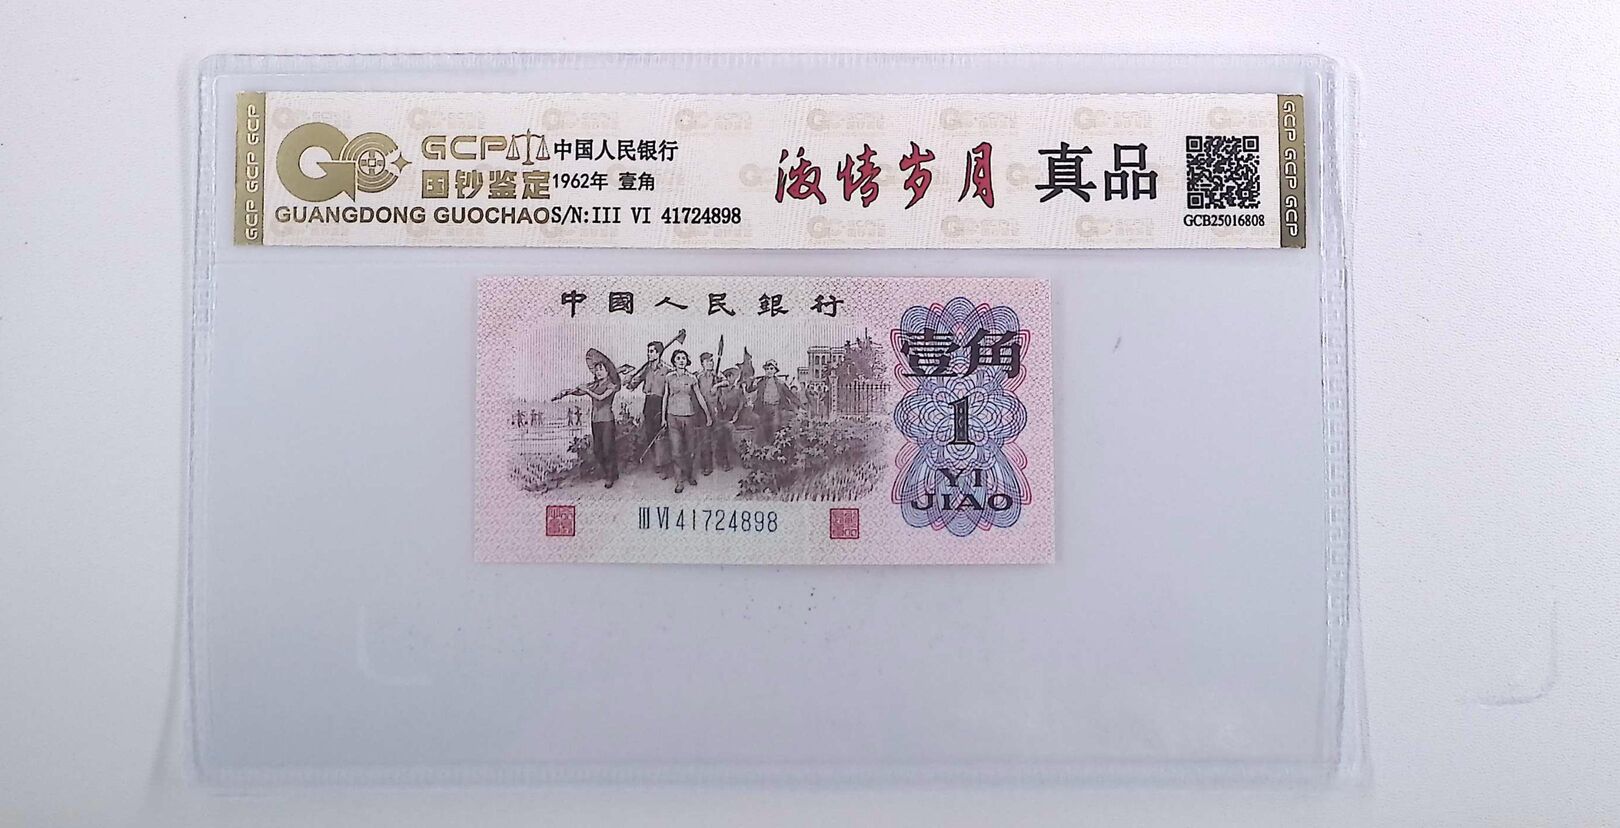 GCP GCP GCP
GCP
国钞鉴定
GUANGDONG GUOCHAO
中国人民银行
1962年 壹角
S/N:III VI 41724898
激情岁月 真品
GCB25016808
GCP GCP GCP
中國人民銀行
壹角
1
YI
JIAO
III VI 41724898